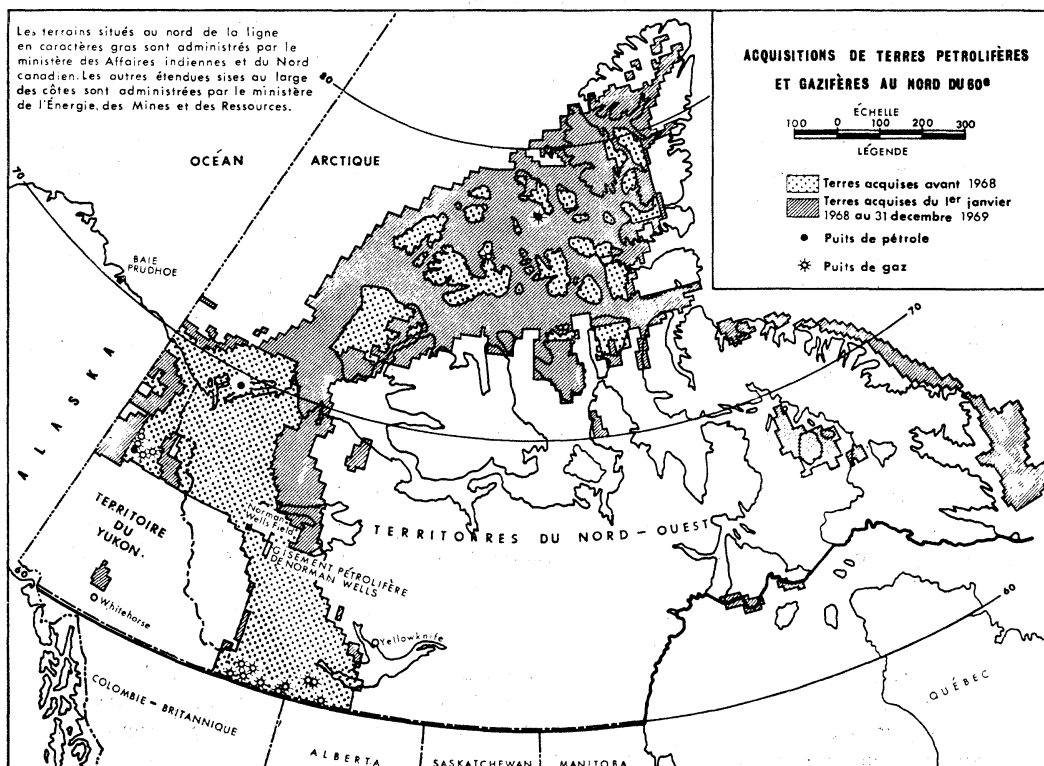 Les terrains situés au nord de la ligne
en caractères gras sont administrés par le
ministère des Affaires indiennes et du Nord
canadien. Les autres étendues sises au large
des côtes sont administrées par le ministère
de l'Énergie, des Mines et des Ressources.
ACQUISITIONS DE TERRES PETROLIFÈRES
ET GAZIFÈRES AU NORD DU 60e
ÉCHELLE
100 0 100 200 300
LÉGENDE
Terres acquises avant 1968
Terres acquises du 1er janvier
1968 au 31 decembre 1969
Puits de pétrole
Puits de gaz
80
OCÉAN ARCTIQUE
70
BAIE
PRUDHOE
70
ALASKA
TERRITOIRE
DU
YUKON.
Norman
Wells Field
TERRITOIRES DU NORD-OUEST
GISEMENT PÉTROLIFÈRE
DE NORMAN WELLS
60
Whitehorse
Yellowknife
60
QUÉBEC
COLOMBIE-BRITANNIQUE
ALBERTA
SASKATCHEWAN
MANITOBA